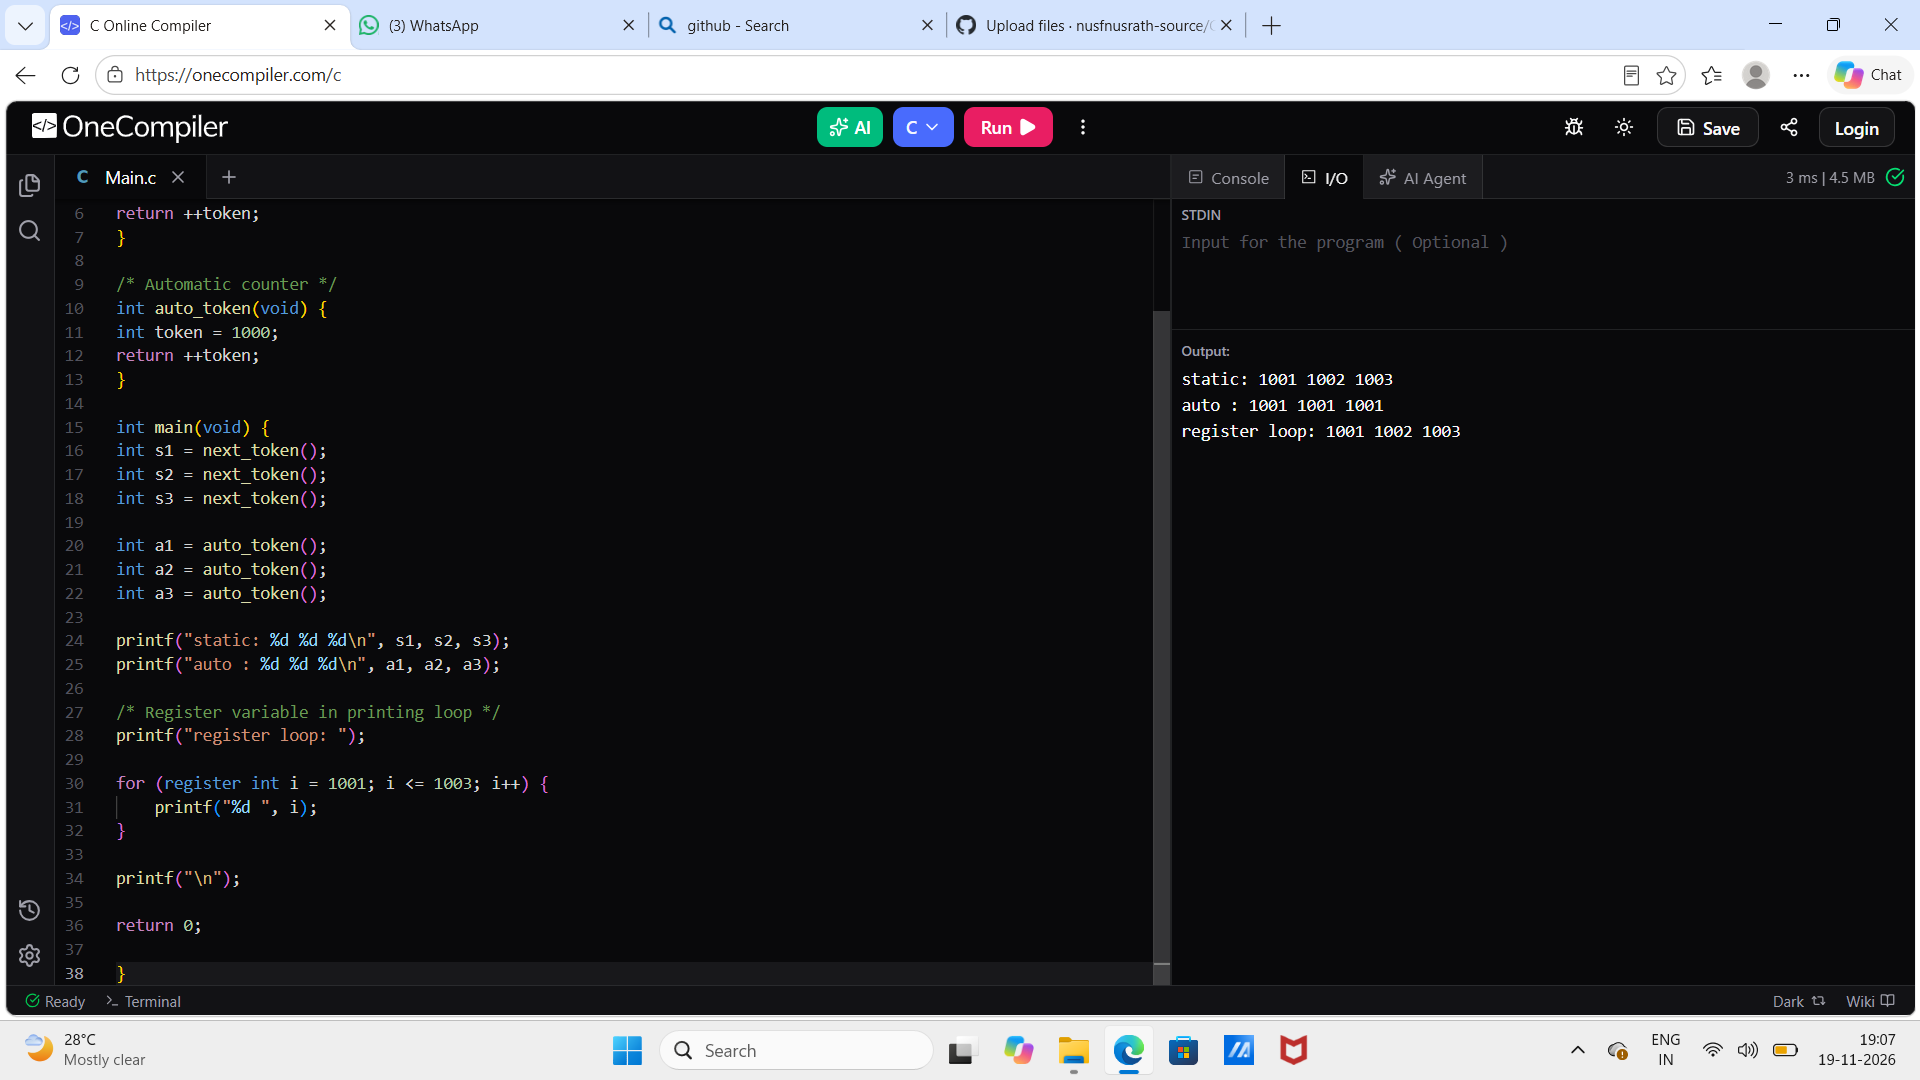 C Online Compiler
(3) WhatsApp
github - Search
Upload files · nusfnusrath-source/
https://onecompiler.com/c
Chat
</> OneCompiler
AI
C
Run
Save
Login
C Main.c
Console
I/O
AI Agent
3 ms | 4.5 MB
6 return ++token;
7 }
8
9 /* Automatic counter */
10 int auto_token(void) {
11 int token = 1000;
12 return ++token;
13 }
14
15 int main(void) {
16 int s1 = next_token();
17 int s2 = next_token();
18 int s3 = next_token();
19
20 int a1 = auto_token();
21 int a2 = auto_token();
22 int a3 = auto_token();
23
24 printf("static: %d %d %d\n", s1, s2, s3);
25 printf("auto : %d %d %d\n", a1, a2, a3);
26
27 /* Register variable in printing loop */
28 printf("register loop: ");
29
30 for (register int i = 1001; i <= 1003; i++) {
31 printf("%d ", i);
32 }
33
34 printf("\n");
35
36 return 0;
37
38 }
STDIN
Input for the program ( Optional )
Output:
static: 1001 1002 1003
auto : 1001 1001 1001
register loop: 1001 1002 1003
Ready
Terminal
Dark
Wiki
28°C
Mostly clear
Search
ENG
IN
19:07
19-11-2026